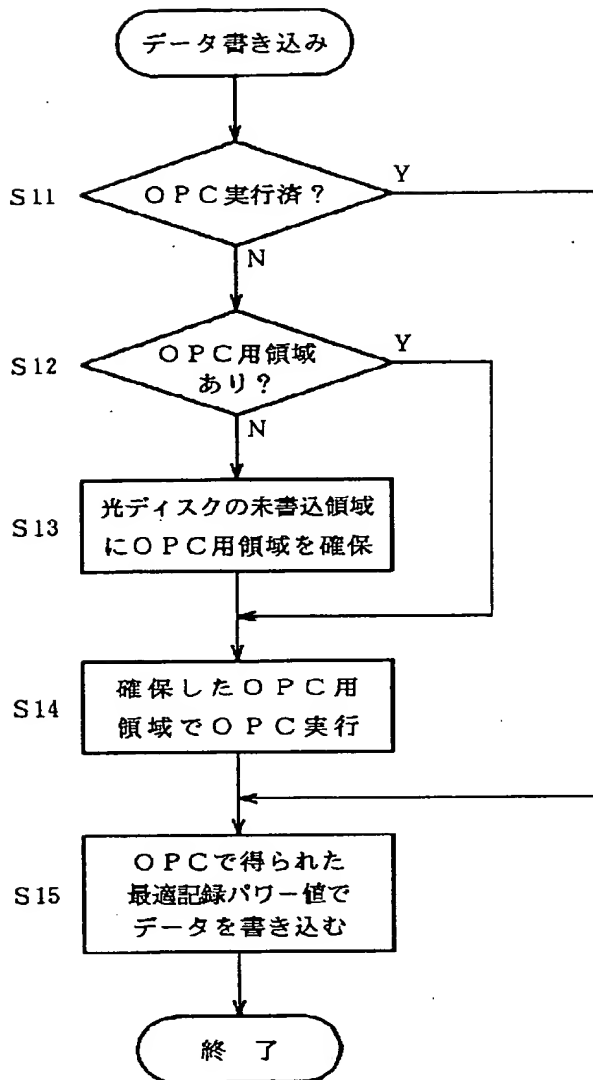 データ書き込み
S11
OPC実行済?
Y
N
S12
OPC用領域
あり?
Y
N
S13
光ディスクの未書込領域
にOPC用領域を確保
S14
確保したOPC用
領域でOPC実行
S15
OPCで得られた
最適記録パワー値で
データを書き込む
終 了